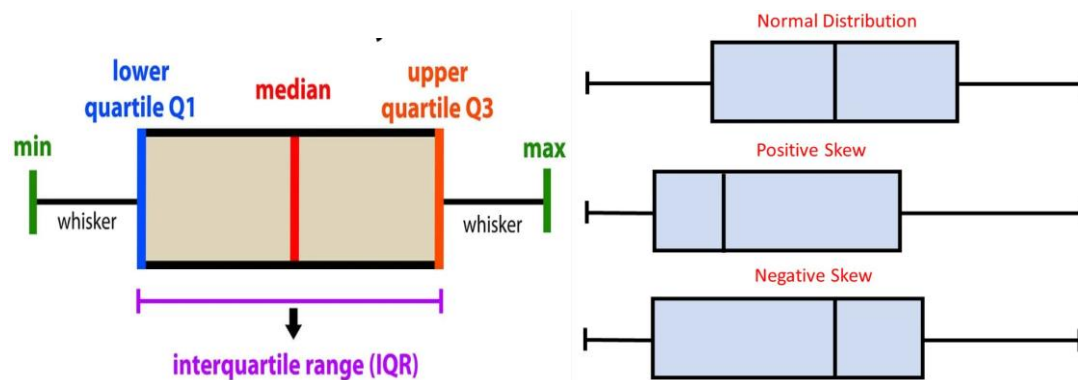 lower
quartile Q1
median
upper
quartile Q3
min
max
whisker
whisker
interquartile range (IQR)
Normal Distribution
Positive Skew
Negative Skew